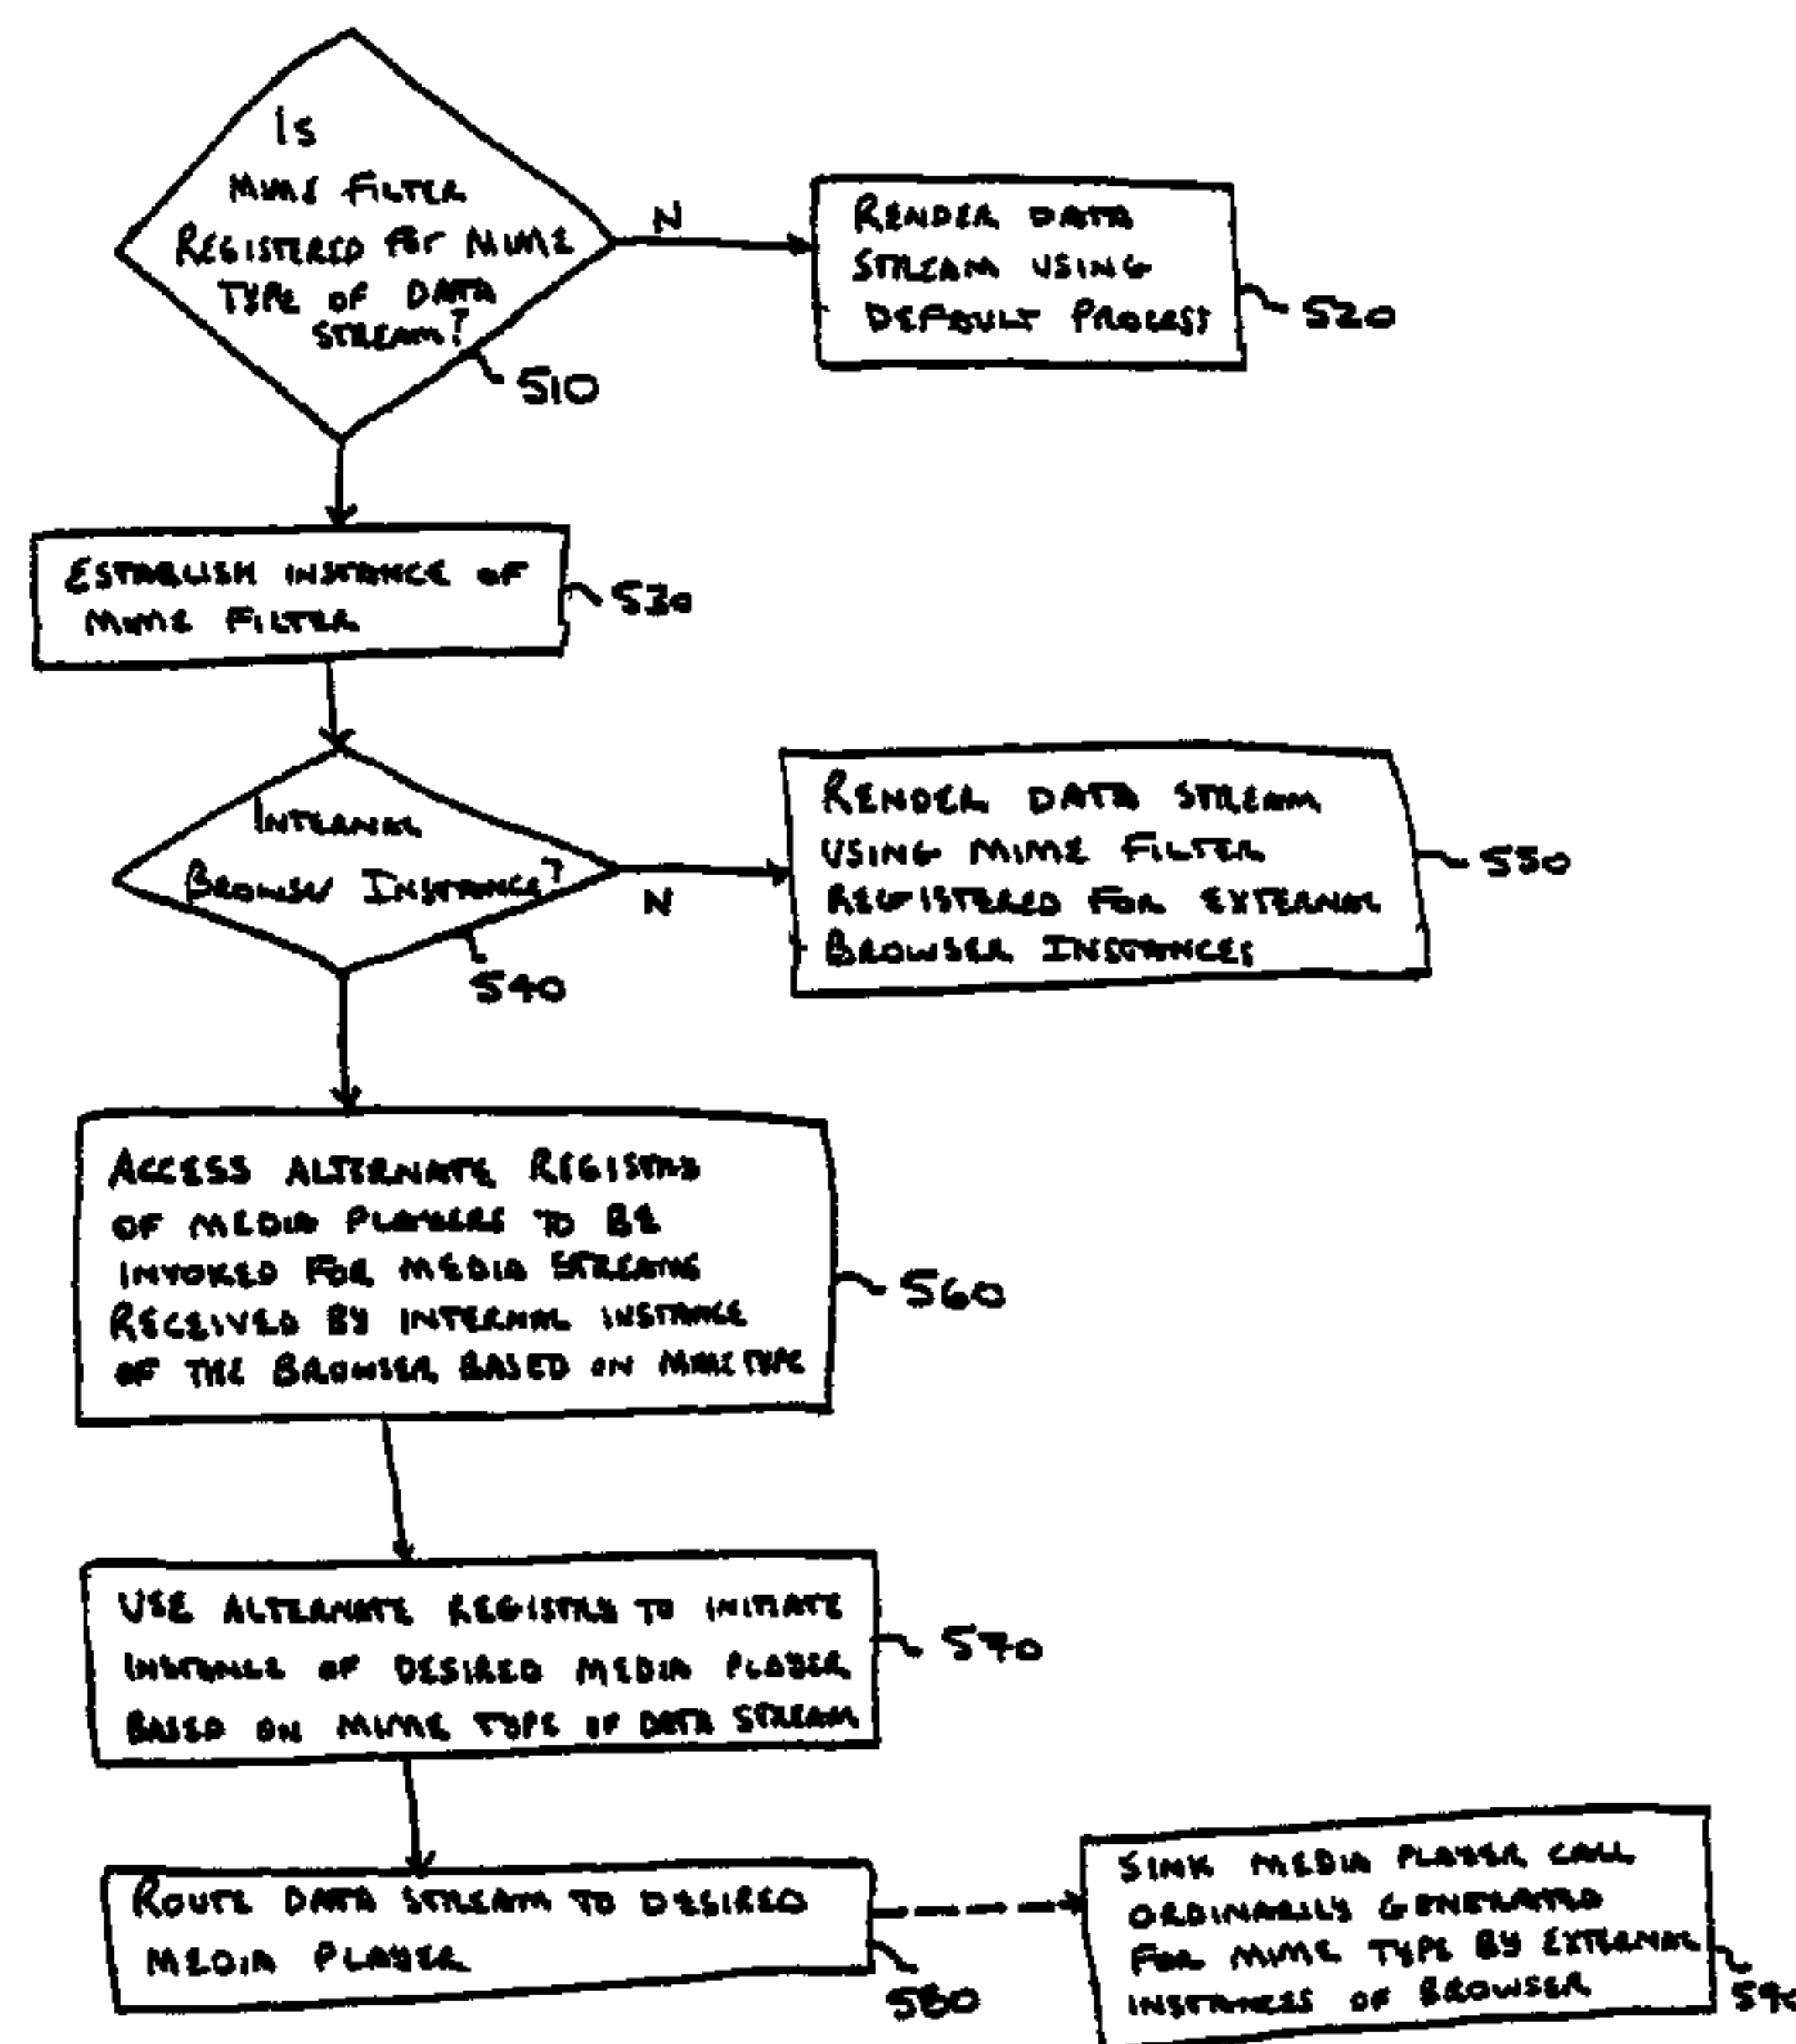 Is
MIME FILTER
REGISTERED for MIME
TYPE OF DATA
STREAM?
510
N
RENDER DATA
STREAM USING
DEFAULT PROCESS
520
ESTABLISH INSTANCE OF
MIME FILTER
530
INTERNAL
BROWSER INSTANCE?
540
N
RENDER DATA STREAM
USING MIME FILTER
REGISTERED FOR EXTERNAL
BROWSER INSTANCES
550
ACCESS ALTERNATE REGISTRY
OF MEDIA PLAYERS TO BE
INVOKED FOR MEDIA STREAMS
RECEIVED BY INTERNAL INSTANCE
OF THE BROWSER BASED ON MIME TYPE
560
USE ALTERNATE REGISTRY TO INITIATE
INSTANCE OF DESIRED MEDIA PLAYER
BASED ON MIME TYPE OF DATA STREAM
570
ROUTE DATA STREAM TO DESIRED
MEDIA PLAYER
580
SINK MEDIA PLAYER CALL
ORDINARILY GENERATED
FOR MIME TYPE BY EXTERNAL
INSTANCES OF BROWSER
590